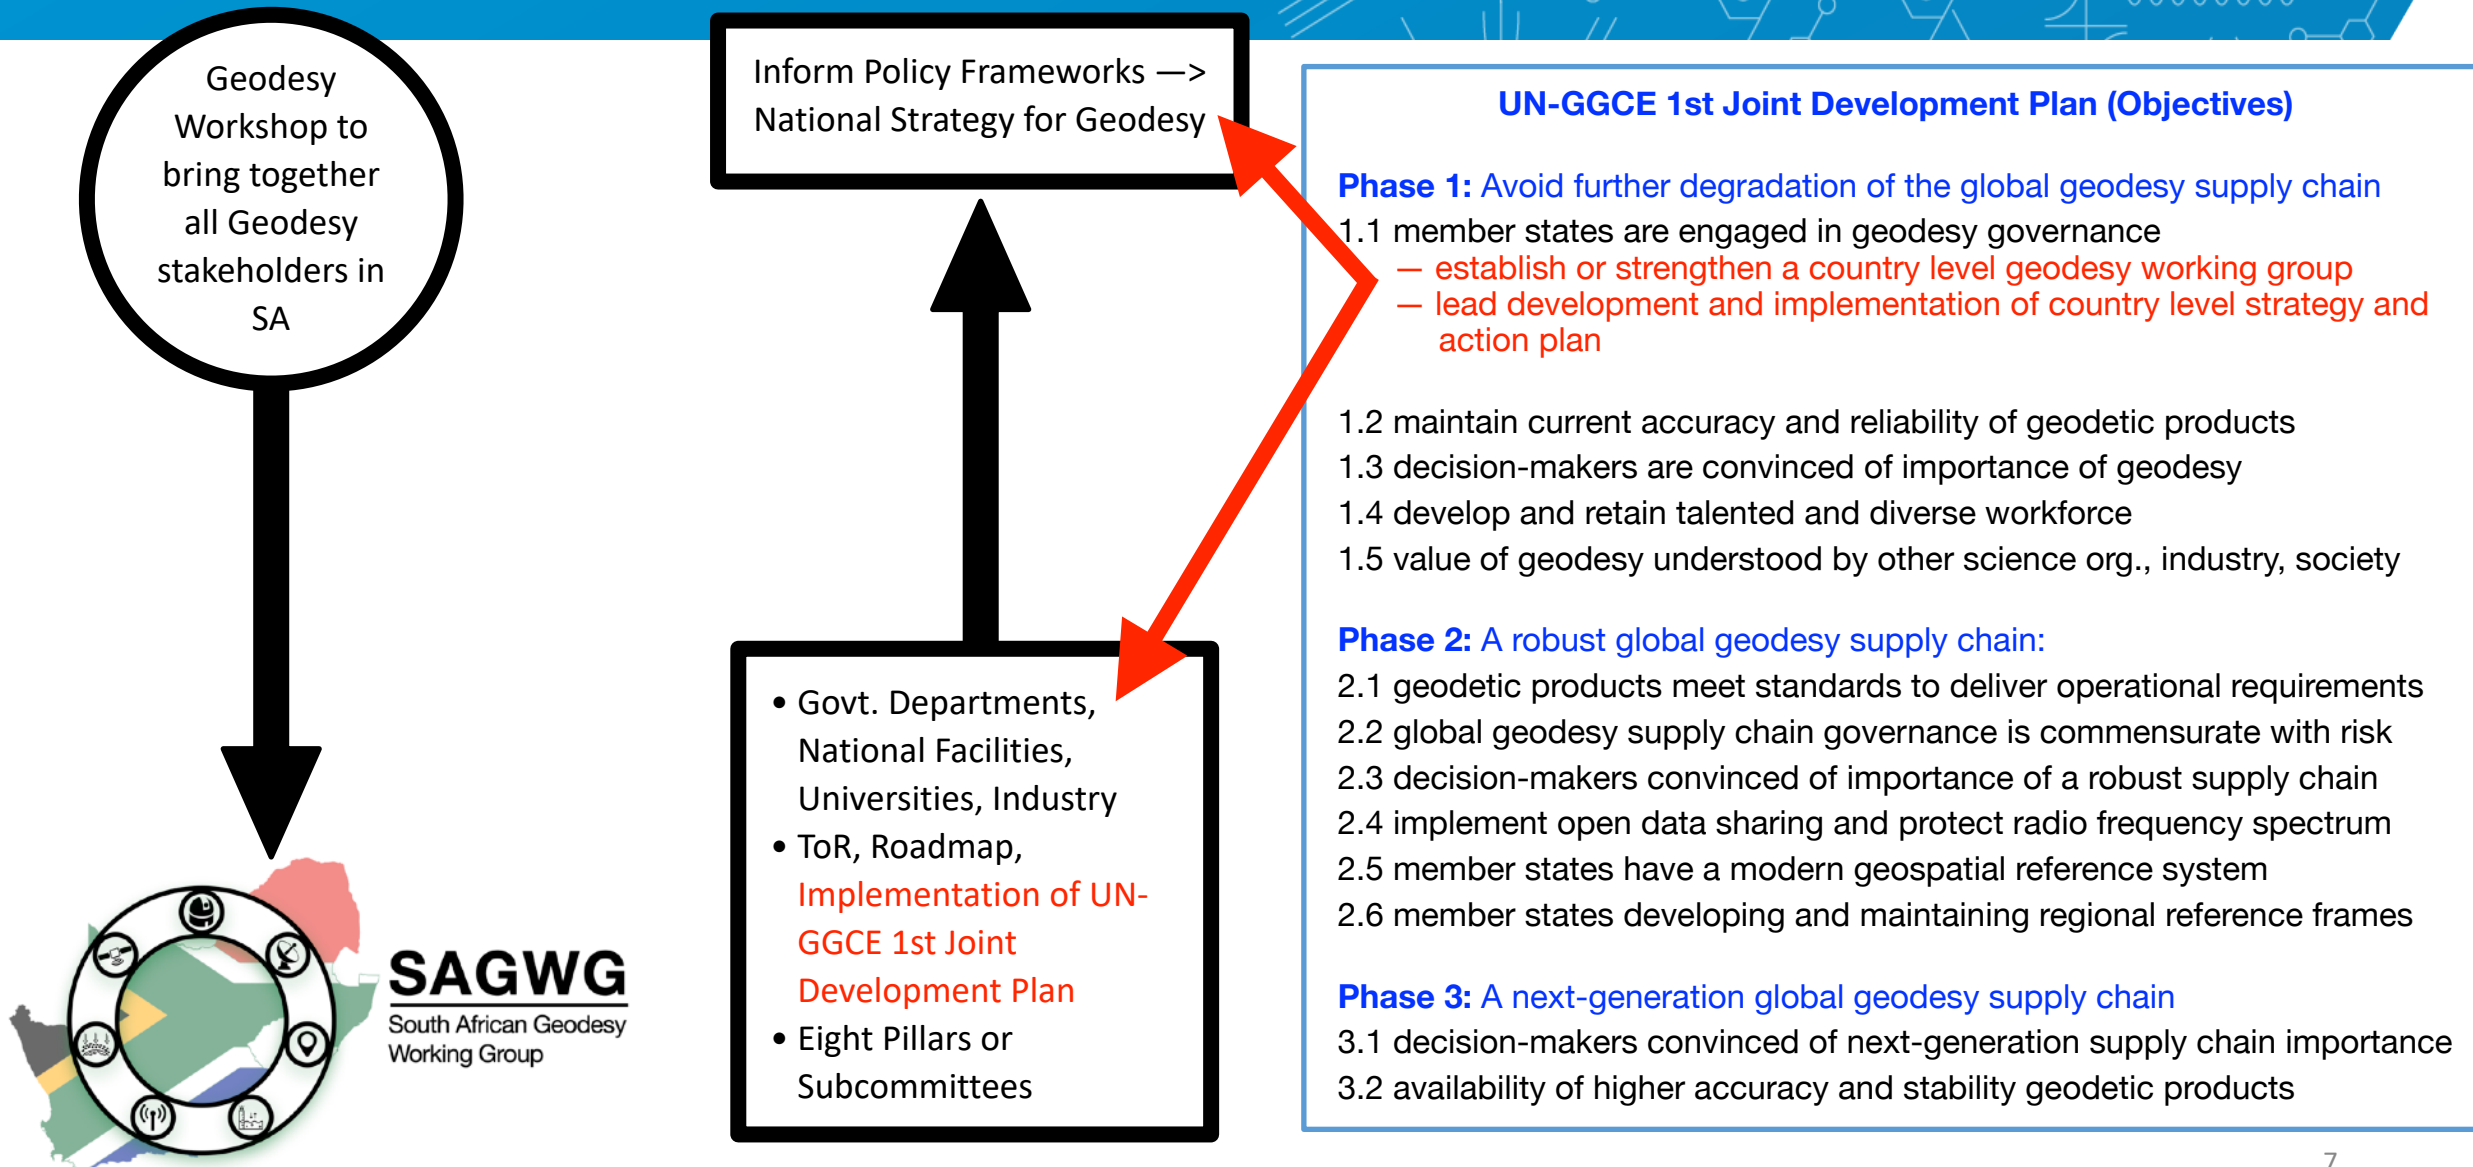 Geodesy
Workshop to
bring together
all Geodesy
stakeholders in
SA
SAGWG
South African Geodesy
Working Group
Inform Policy Frameworks —>
National Strategy for Geodesy
• Govt. Departments,
National Facilities,
Universities, Industry
• ToR, Roadmap,
Implementation of UN-
GGCE 1st Joint
Development Plan
• Eight Pillars or
Subcommittees
UN-GGCE 1st Joint Development Plan (Objectives)
Phase 1: Avoid further degradation of the global geodesy supply chain
1.1 member states are engaged in geodesy governance
— establish or strengthen a country level geodesy working group
— lead development and implementation of country level strategy and
action plan
1.2 maintain current accuracy and reliability of geodetic products
1.3 decision-makers are convinced of importance of geodesy
1.4 develop and retain talented and diverse workforce
1.5 value of geodesy understood by other science org., industry, society
Phase 2: A robust global geodesy supply chain:
2.1 geodetic products meet standards to deliver operational requirements
2.2 global geodesy supply chain governance is commensurate with risk
2.3 decision-makers convinced of importance of a robust supply chain
2.4 implement open data sharing and protect radio frequency spectrum
2.5 member states have a modern geospatial reference system
2.6 member states developing and maintaining regional reference frames
Phase 3: A next-generation global geodesy supply chain
3.1 decision-makers convinced of next-generation supply chain importance
3.2 availability of higher accuracy and stability geodetic products
7